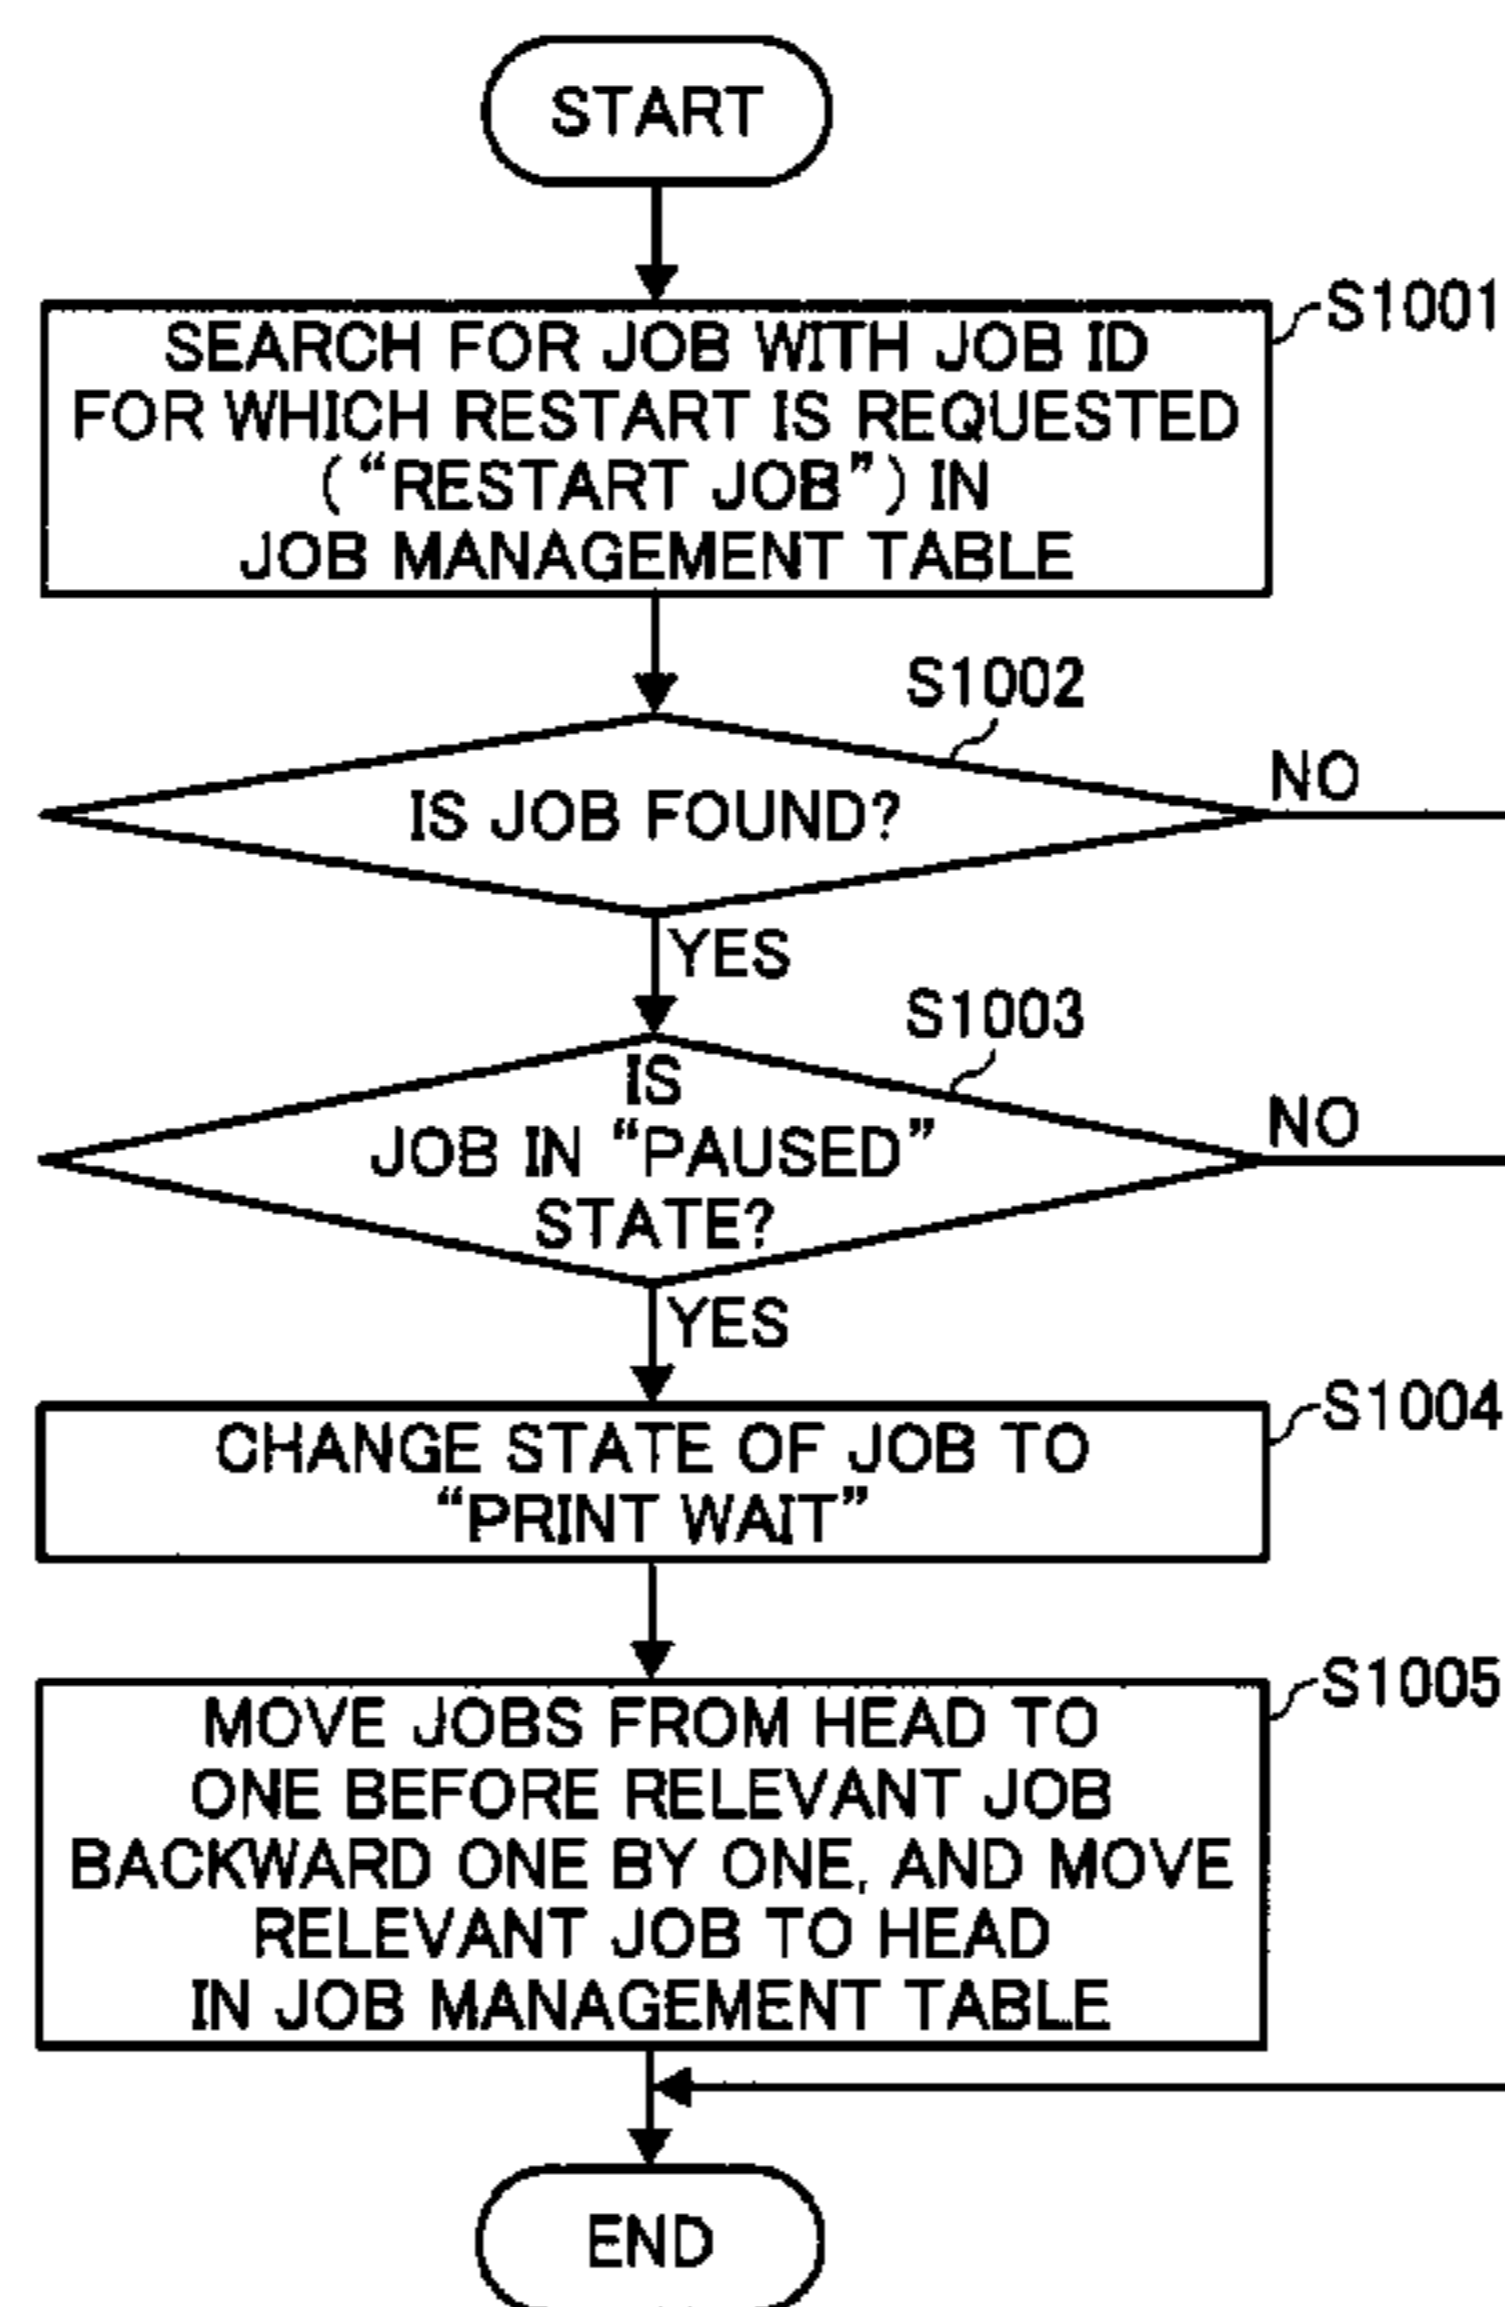 START
S1001
SEARCH FOR JOB WITH JOB ID
FOR WHICH RESTART IS REQUESTED
(“RESTART JOB”) IN
JOB MANAGEMENT TABLE
S1002
IS JOB FOUND?
NO
YES
S1003
IS
JOB IN “PAUSED”
STATE?
NO
YES
S1004
CHANGE STATE OF JOB TO
“PRINT WAIT”
S1005
MOVE JOBS FROM HEAD TO
ONE BEFORE RELEVANT JOB
BACKWARD ONE BY ONE, AND MOVE
RELEVANT JOB TO HEAD
IN JOB MANAGEMENT TABLE
END